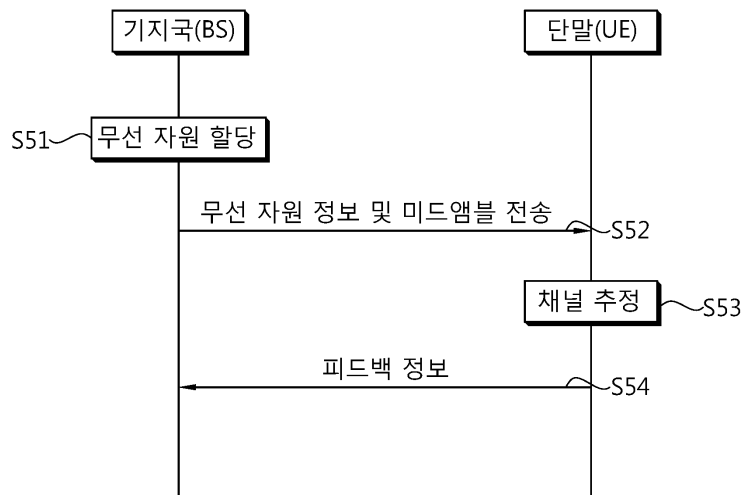 기지국(BS)
단말(UE)
S51
무선 자원 할당
무선 자원 정보 및 미드앰블 전송
S52
채널 추정
S53
피드백 정보
S54